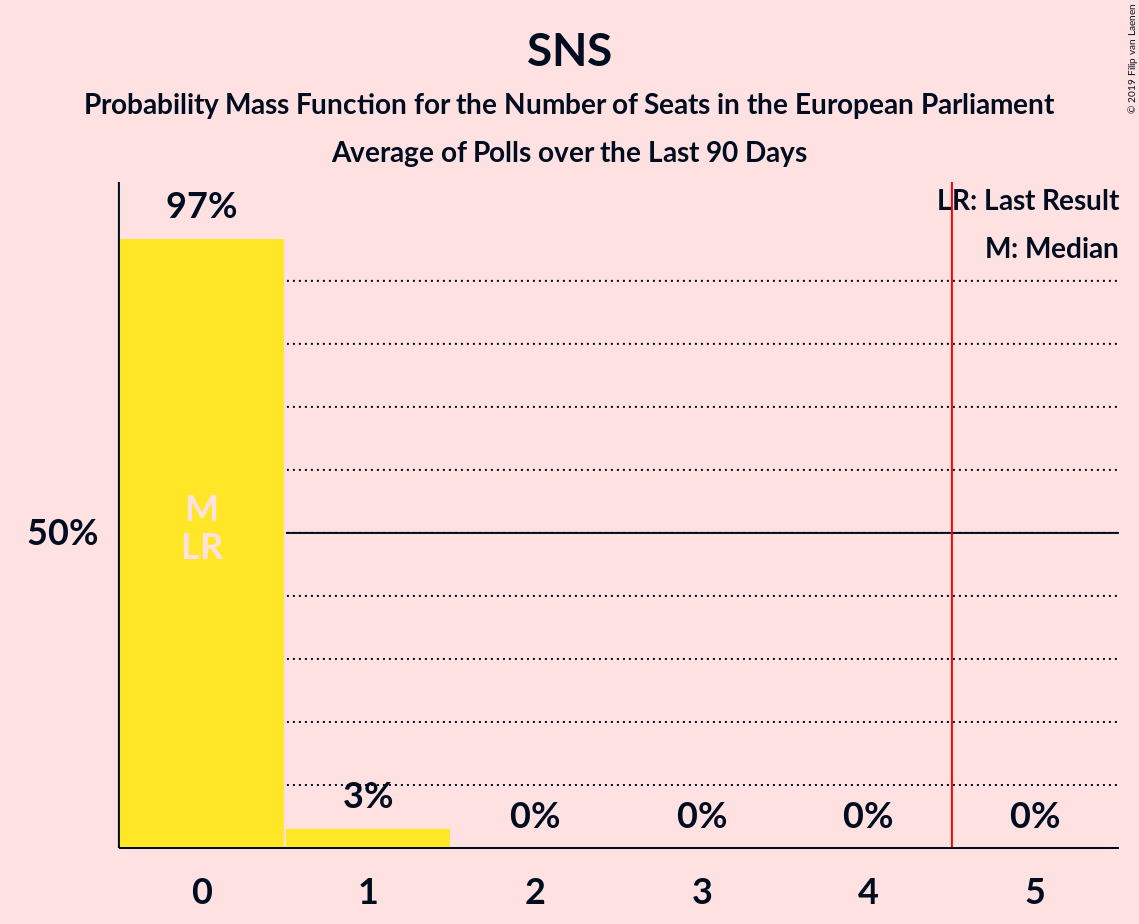 SNS
Probability Mass Function for the Number of Seats in the European Parliament
Average of Polls over the Last 90 Days
© 2019 Filip van Laenen
LR: Last Result
M: Median
97%
M
LR
50%
3%
0%
0%
0%
0%
0
1
2
3
4
5